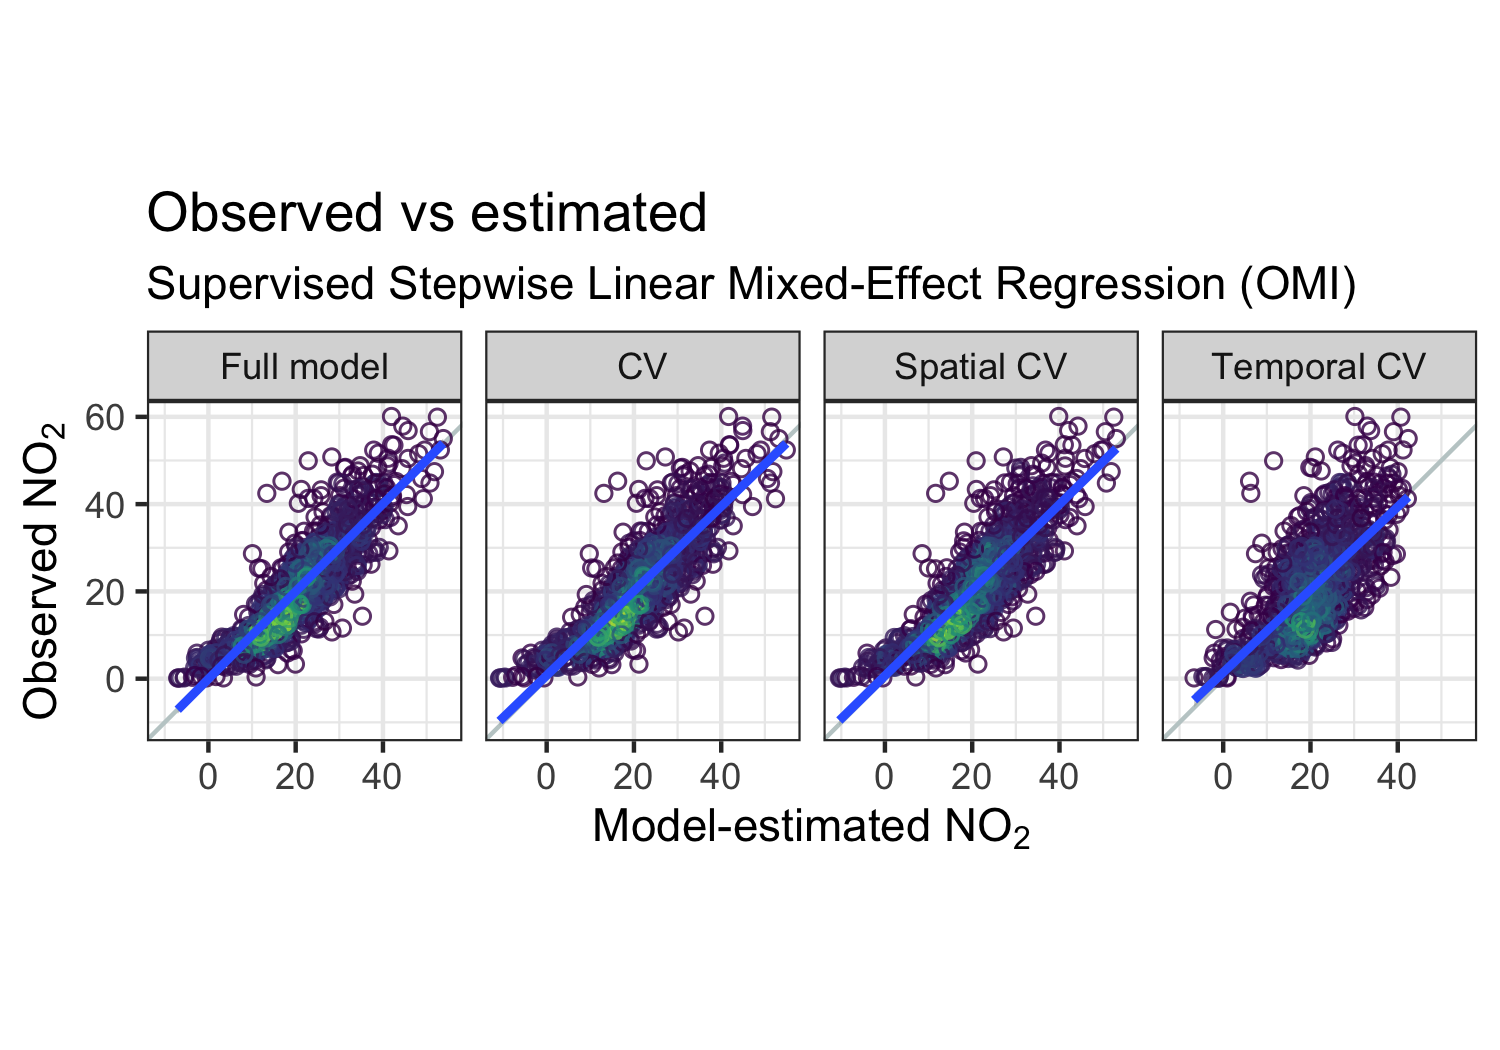 Observed vs estimated
Supervised Stepwise Linear Mixed-Effect Regression (OMI)
Full model
CV
Spatial CV
Temporal CV
Observed NO₂
60
40
20
0
0 20 40
0 20 40
0 20 40
0 20 40
Model-estimated NO₂